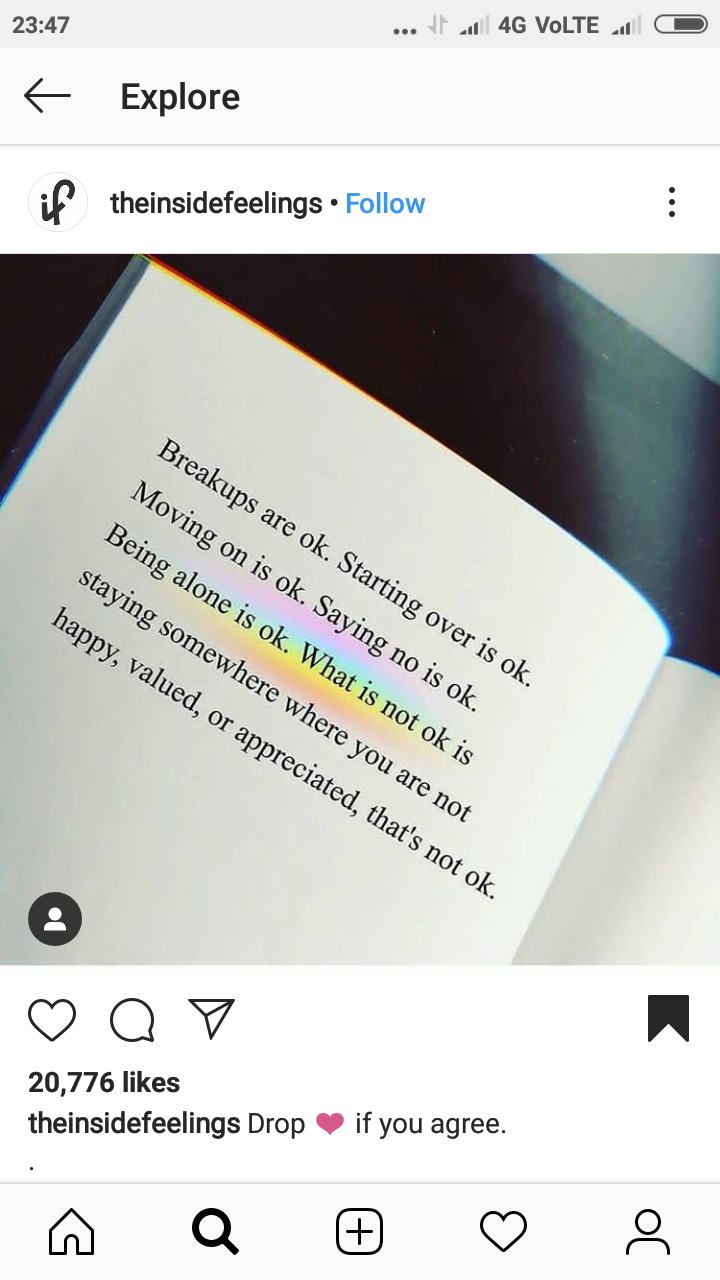 23:47 ... 4G VoLTE
Explore
if theinsidefeelings • Follow
Breakups are ok. Starting over is ok.
Moving on is ok. Saying no is ok.
Being alone is ok. What is not ok is
staying somewhere where you are not
happy, valued, or appreciated, that's not ok.
20,776 likes
theinsidefeelings Drop ❤ if you agree.
.